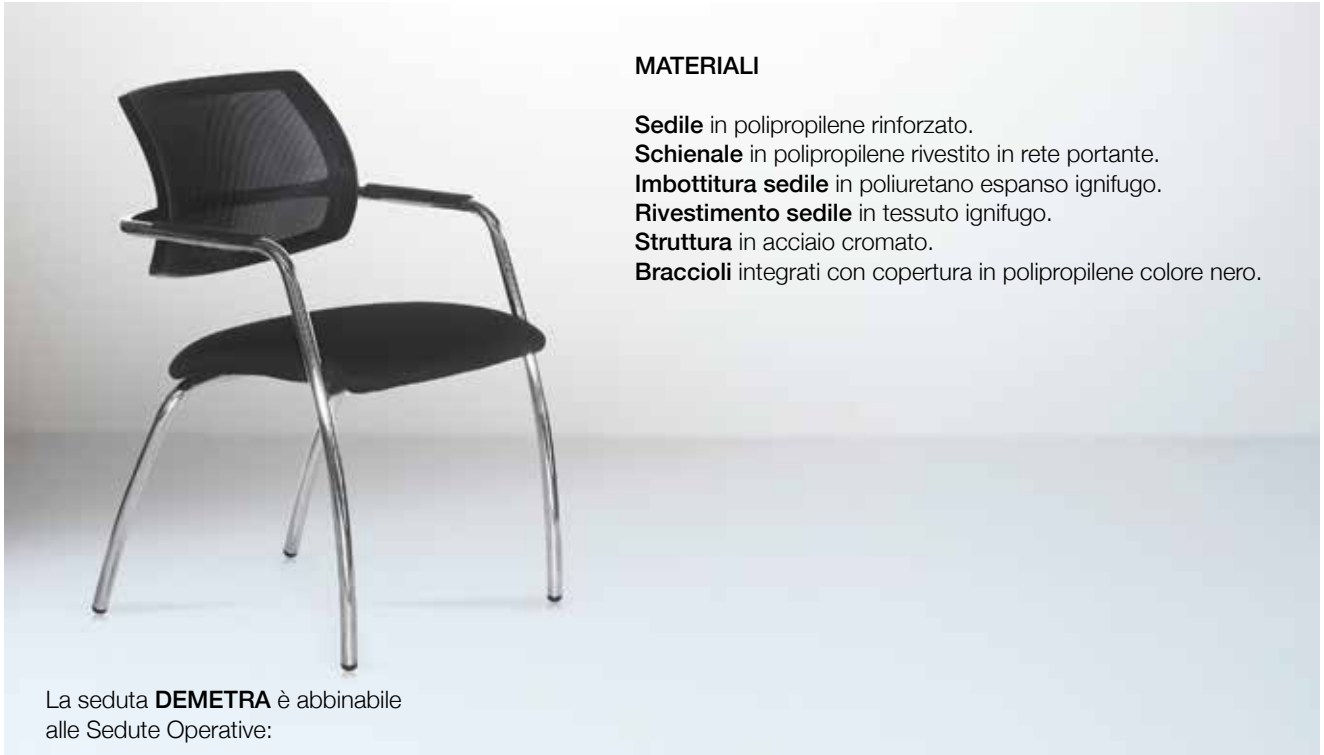 MATERIALI
Sedile in polipropilene rinforzato.
Schienale in polipropilene rivestito in rete portante.
Imbottitura sedile in poliuretano espanso ignifugo.
Rivestimento sedile in tessuto ignifugo.
Struttura in acciaio cromato.
Braccioli integrati con copertura in polipropilene colore nero.
La seduta DEMETRA è abbinabile
alle Sedute Operative: